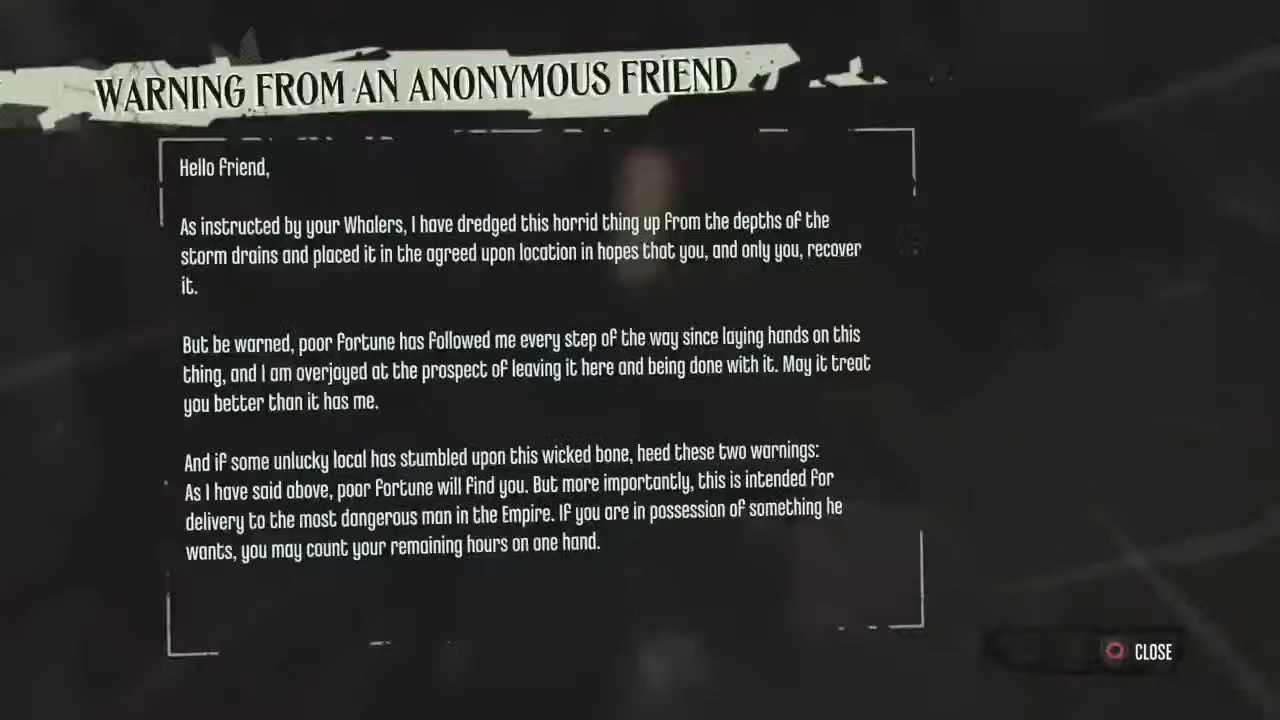 WARNING FROM AN ANONYMOUS FRIEND
Hello friend,
As instructed by your Whalers, I have dredged this horrid thing up from the depths of the
storm drains and placed it in the agreed upon location in hopes that you, and only you, recover
it.
But be warned, poor fortune has followed me every step of the way since laying hands on this
thing, and I am overjoyed at the prospect of leaving it here and being done with it. May it treat
you better than it has me.
And if some unlucky local has stumbled upon this wicked bone, heed these two warnings:
As I have said above, poor fortune will find you. But more importantly, this is intended for
delivery to the most dangerous man in the Empire. If you are in possession of something he
wants, you may count your remaining hours on one hand.
CLOSE